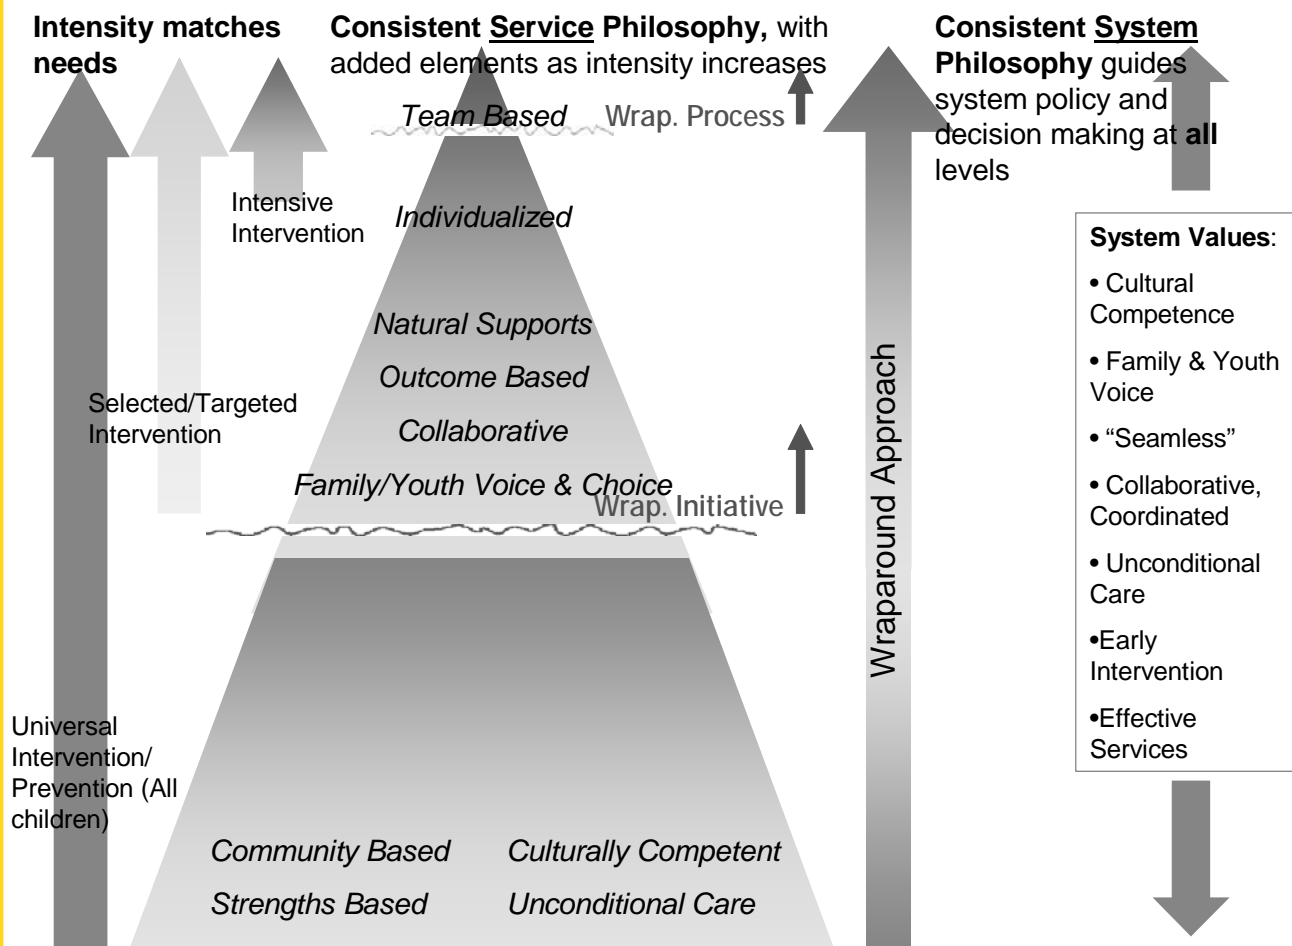 Intensity matches
needs
Consistent Service Philosophy, with
added elements as intensity increases
Consistent System
Philosophy guides
system policy and
decision making at all
levels
Team Based
Wrap. Process
Intensive
Intervention
Individualized
Natural Supports
Outcome Based
Collaborative
Family/Youth Voice & Choice
Wrap. Initiative
Selected/Targeted
Intervention
Wraparound Approach
Universal
Intervention/
Prevention (All
children)
Community Based
Culturally Competent
Strengths Based
Unconditional Care
System Values:
• Cultural
Competence
• Family & Youth
Voice
• “Seamless”
• Collaborative,
Coordinated
• Unconditional
Care
•Early
Intervention
•Effective
Services